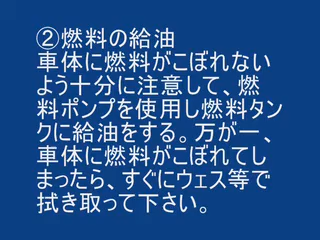 ②燃料の給油
車体に燃料がこぼれない
よう十分に注意して、燃
料ポンプを使用し燃料タン
クに給油をする。万が一、
車体に燃料がこぼれてし
まったら、すぐにウェス等で
拭き取って下さい。